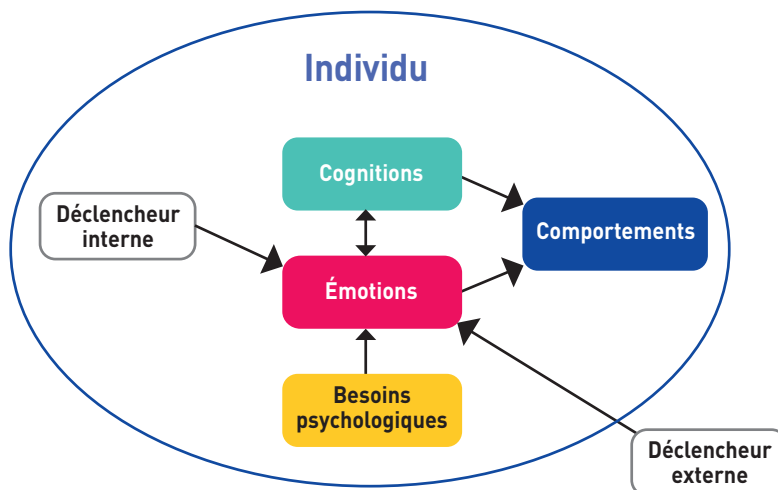 Individu
Cognitions
Déclencheur
interne
Comportements
Émotions
Besoins
psychologiques
Déclencheur
externe